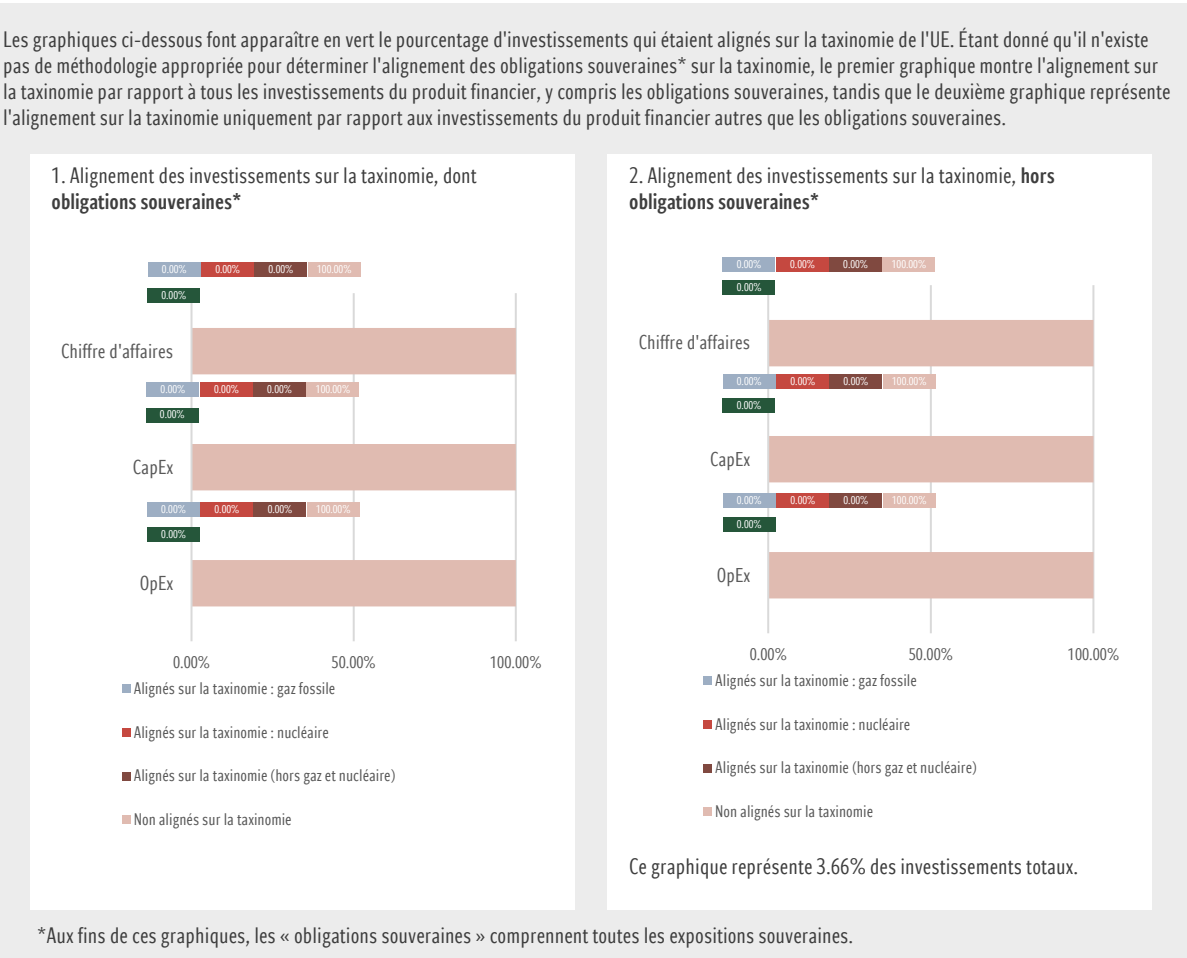 Les graphiques ci-dessous font apparaître en vert le pourcentage d'investissements qui étaient alignés sur la taxinomie de l'UE. Étant donné qu'il n'existe
pas de méthodologie appropriée pour déterminer l'alignement des obligations souveraines* sur la taxinomie, le premier graphique montre l'alignement sur
la taxinomie par rapport à tous les investissements du produit financier, y compris les obligations souveraines, tandis que le deuxième graphique représente
l'alignement sur la taxinomie uniquement par rapport aux investissements du produit financier autres que les obligations souveraines.
1. Alignement des investissements sur la taxinomie, dont
obligations souveraines*
0.00% 0.00% 0.00% 100.00%
0.00%
Chiffre d'affaires
0.00% 0.00% 0.00% 100.00%
0.00%
CapEx
0.00% 0.00% 0.00% 100.00%
0.00%
OpEx
0.00% 50.00% 100.00%
Alignés sur la taxinomie : gaz fossile
Alignés sur la taxinomie : nucléaire
Alignés sur la taxinomie (hors gaz et nucléaire)
Non alignés sur la taxinomie
2. Alignement des investissements sur la taxinomie, hors
obligations souveraines*
0.00% 0.00% 0.00% 100.00%
0.00%
Chiffre d'affaires
0.00% 0.00% 0.00% 100.00%
0.00%
CapEx
0.00% 0.00% 0.00% 100.00%
0.00%
OpEx
0.00% 50.00% 100.00%
Alignés sur la taxinomie : gaz fossile
Alignés sur la taxinomie : nucléaire
Alignés sur la taxinomie (hors gaz et nucléaire)
Non alignés sur la taxinomie
Ce graphique représente 3.66% des investissements totaux.
*Aux fins de ces graphiques, les « obligations souveraines » comprennent toutes les expositions souveraines.